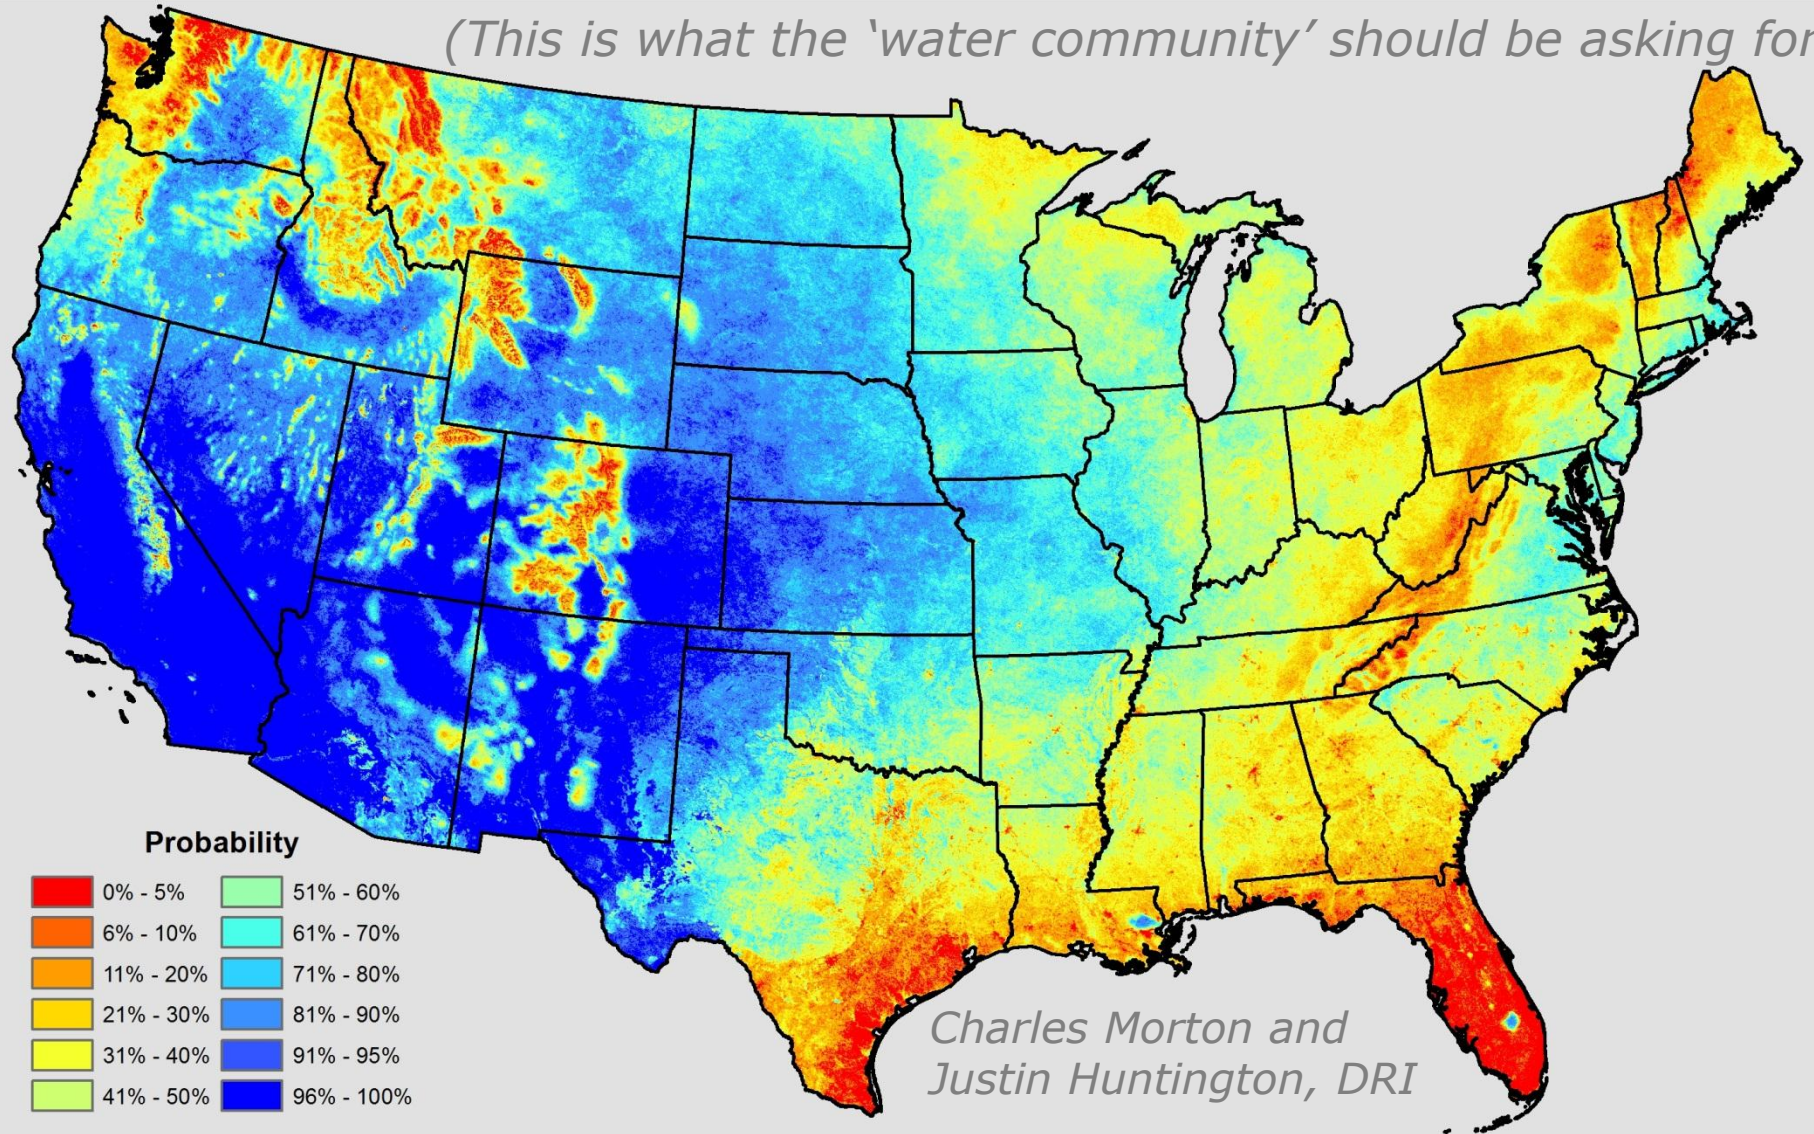 (This is what the ‘water community’ should be asking for
Probability
0% - 5%
6% - 10%
11% - 20%
21% - 30%
31% - 40%
41% - 50%
51% - 60%
61% - 70%
71% - 80%
81% - 90%
91% - 95%
96% - 100%
Charles Morton and
Justin Huntington, DRI